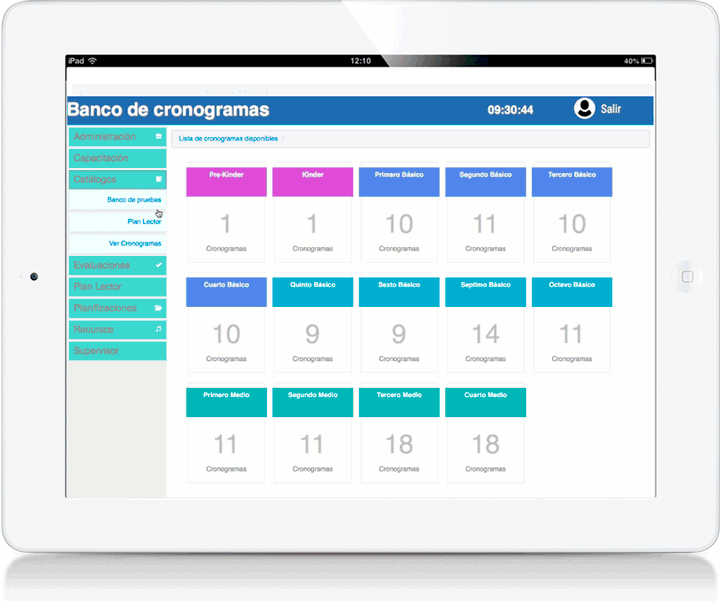 iPad 12:10 40%
Banco de cronogramas 09:30:44 Salir
Administración
Lista de cronogramas disponibles /
Capacitación
Catálogos
Banco de pruebas
Plan Lector
Ver Cronogramas
Evaluaciones
Plan Lector
Planificaciones
Recursos
Supervisor
Pre-Kinder Kinder Primero Básico Segundo Básico Tercero Básico
1 1 10 11 10
Cronogramas Cronogramas Cronogramas Cronogramas Cronogramas
Cuarto Básico Quinto Básico Sexto Básico Septimo Básico Octavo Básico
10 9 9 14 11
Cronogramas Cronogramas Cronogramas Cronogramas Cronogramas
Primero Medio Segundo Medio Tercero Medio Cuarto Medio
11 11 18 18
Cronogramas Cronogramas Cronogramas Cronogramas